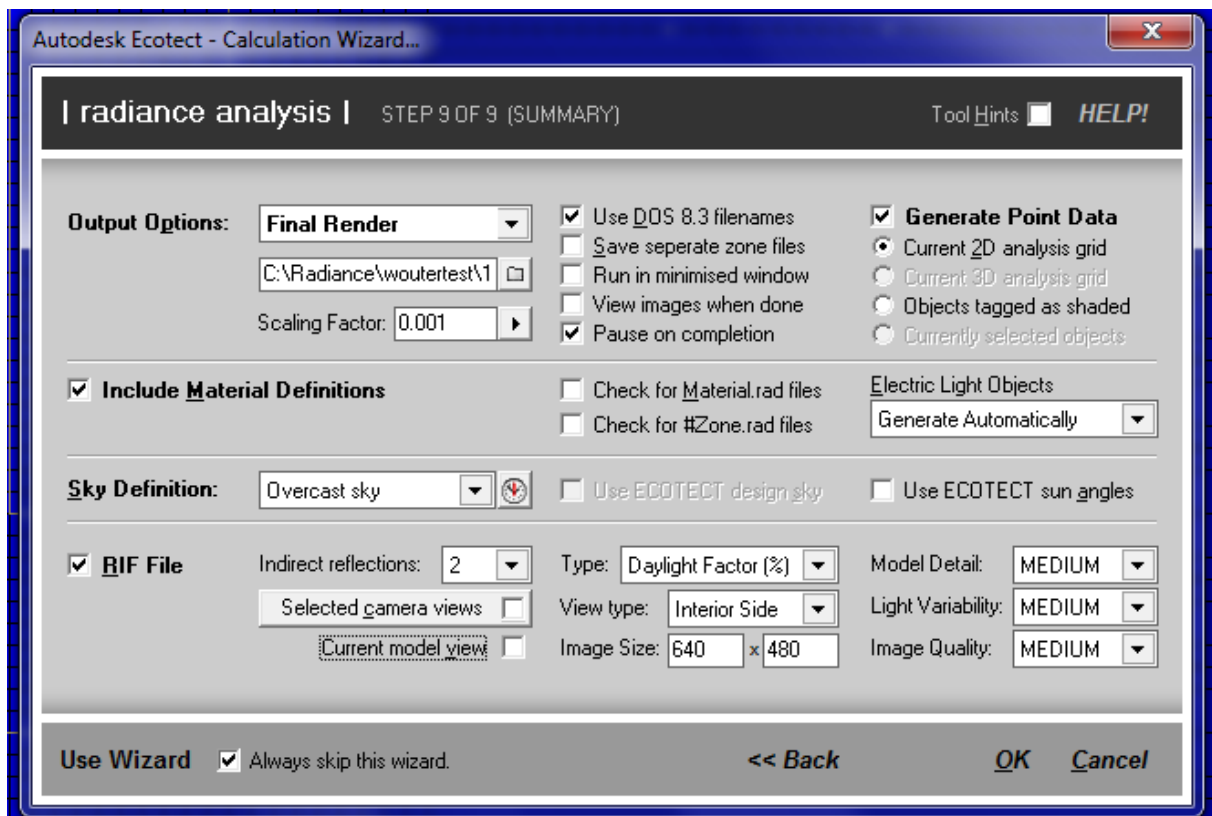 Autodesk Ecotect - Calculation Wizard...
| radiance analysis | STEP 9 OF 9 (SUMMARY) Tool Hints HELP!
Output Options: Final Render Use DOS 8.3 filenames Generate Point Data
Save seperate zone files Current 2D analysis grid
C:\Radiance\woutertest\1 Run in minimised window Current 3D analysis grid
View images when done Objects tagged as shaded
Scaling Factor: 0.001 Pause on completion Currently selected objects
Include Material Definitions Check for Material.rad files Electric Light Objects
Check for #Zone.rad files Generate Automatically
Sky Definition: Overcast sky Use ECOTECT design sky Use ECOTECT sun angles
RIF File Indirect reflections: 2 Type: Daylight Factor (%) Model Detail: MEDIUM
Selected camera views View type: Interior Side Light Variability: MEDIUM
Current model view Image Size: 640 x 480 Image Quality: MEDIUM
Use Wizard Always skip this wizard. << Back OK Cancel